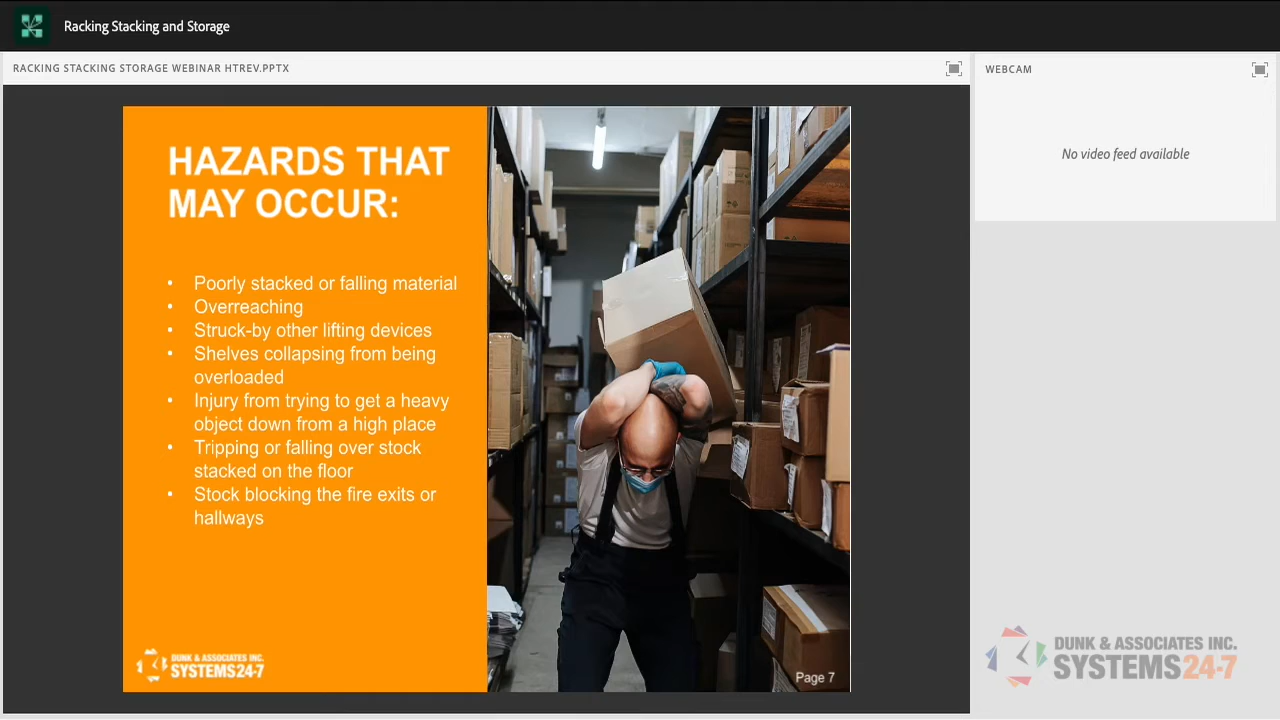 Racking Stacking and Storage
RACKING STACKING STORAGE WEBINAR HTREV.PPTX
WEBCAM
No video feed available
HAZARDS THAT
MAY OCCUR:
• Poorly stacked or falling material
• Overreaching
• Struck-by other lifting devices
• Shelves collapsing from being
overloaded
• Injury from trying to get a heavy
object down from a high place
• Tripping or falling over stock
stacked on the floor
• Stock blocking the fire exits or
hallways
DUNK & ASSOCIATES INC.
SYSTEMS24-7
Page 7
DUNK & ASSOCIATES INC.
SYSTEMS24-7